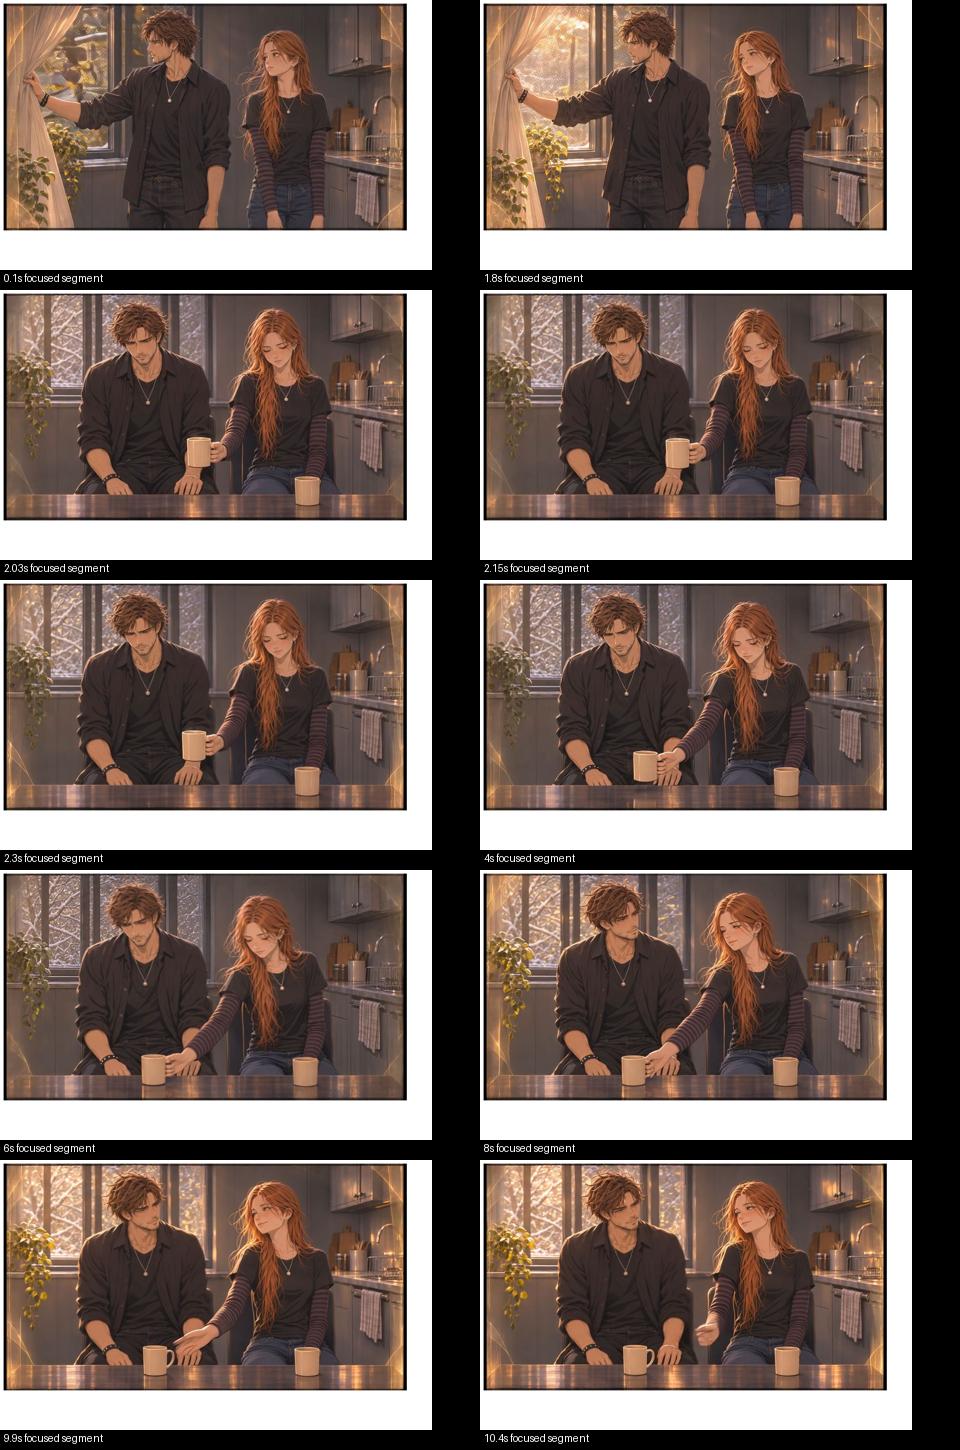 0.1s focused segment
1.8s focused segment
2.03s focused segment
2.15s focused segment
2.3s focused segment
4s focused segment
6s focused segment
8s focused segment
9.9s focused segment
10.4s focused segment